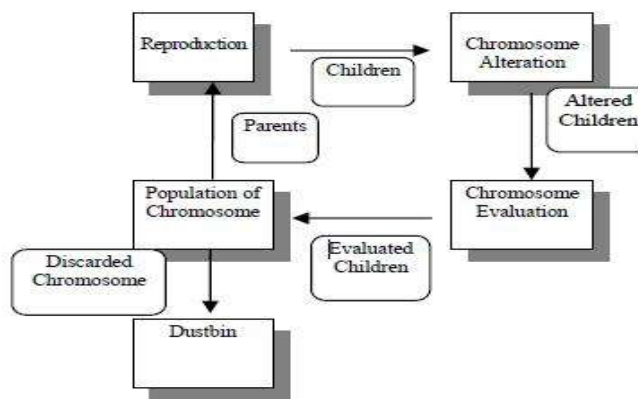 Reproduction
Children
Chromosome
Alteration
Altered
Children
Parents
Population of
Chromosome
Chromosome
Evaluation
Evaluated
Children
Discarded
Chromosome
Dustbin